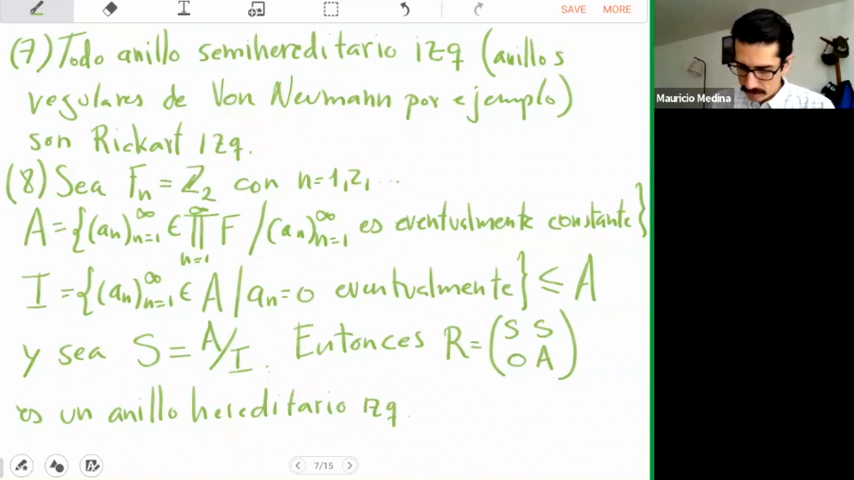 SAVE MORE
(7) Todo anillo semihereditario izq (anillos
regulares de Von Neumann por ejemplo)
son Rickart izq.
(8) Sea Fₙ = ℤ₂ con n=1,2,...
A = {(aₙ)ₙ₌₁^∞ ∈ ∏ₙ₌₁^∞ F / (aₙ)ₙ₌₁^∞ es eventualmente constante}
I = {(aₙ)ₙ₌₁^∞ ∈ A | aₙ=0 eventualmente} ≤ A
y sea S = A/I. Entonces R = (S S
0 A)
es un anillo hereditario izq.
7/15
Mauricio Medina